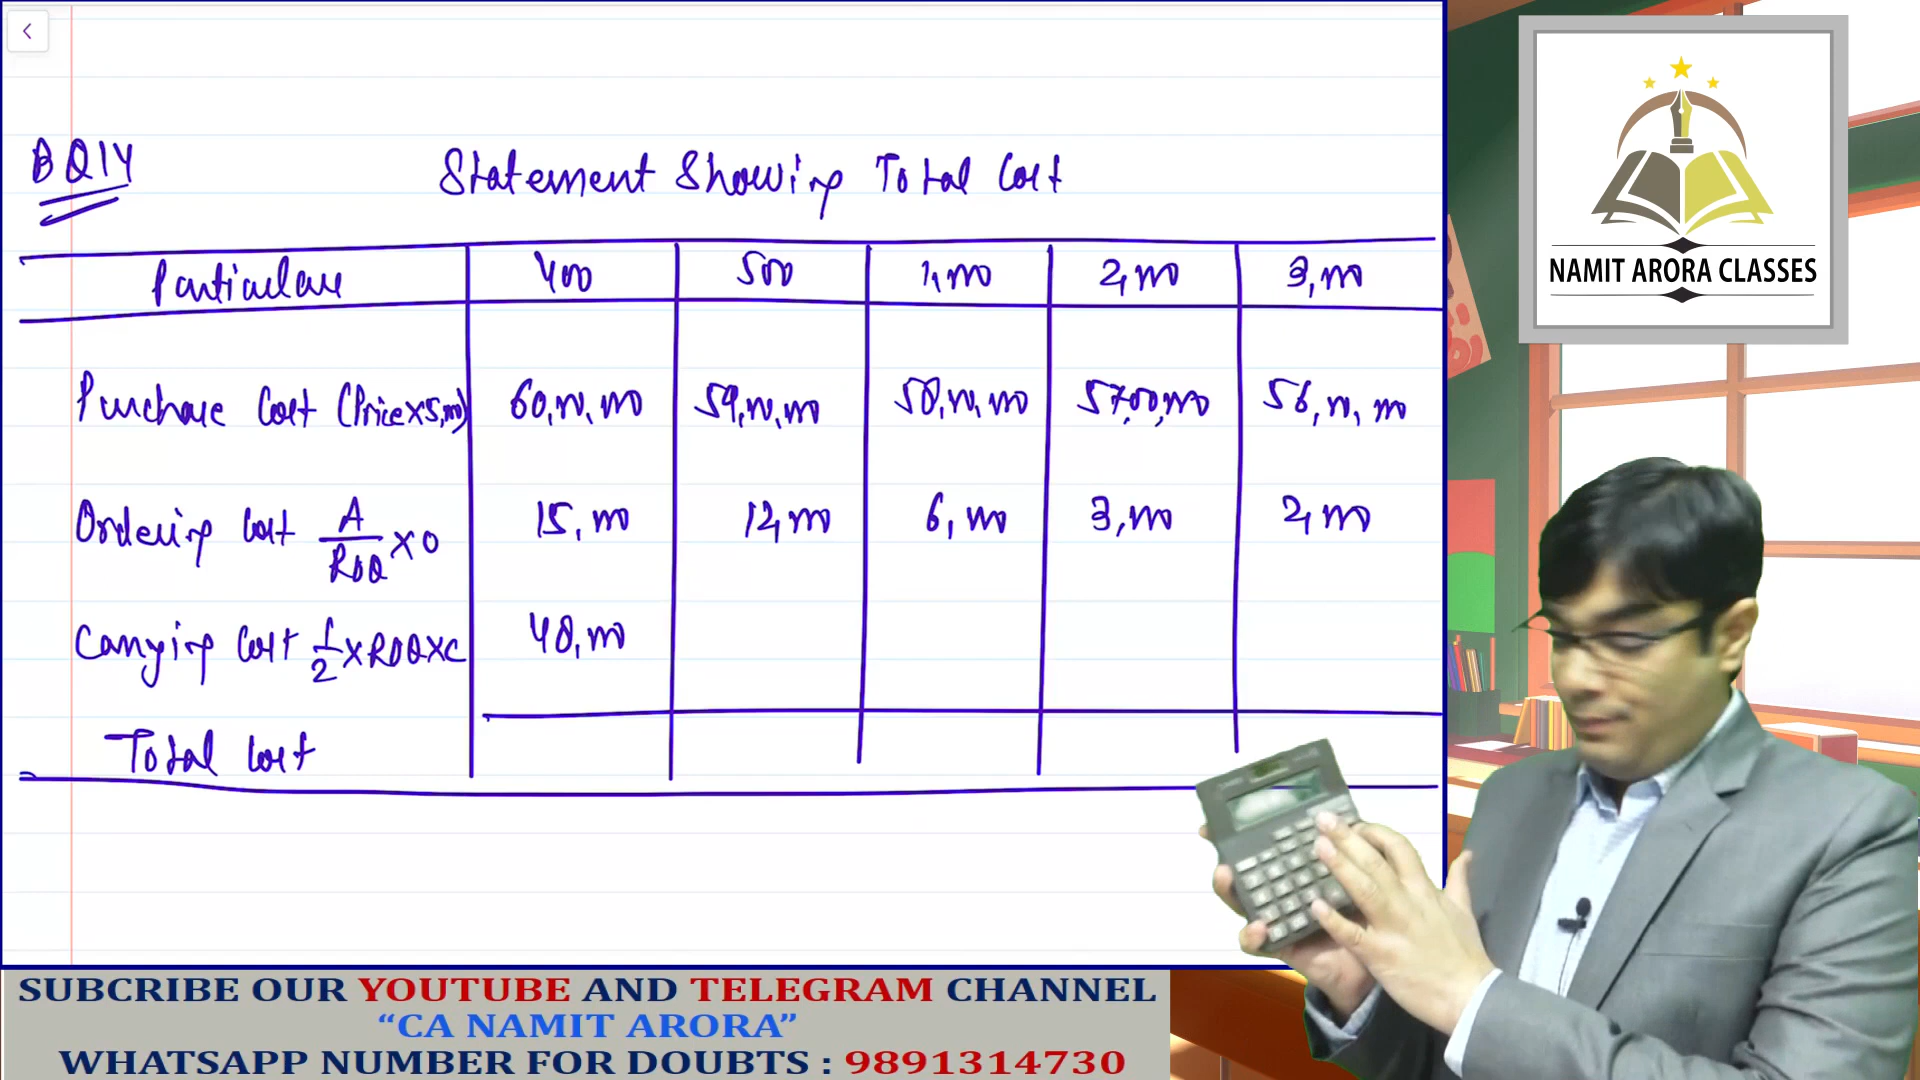 BQ14
Statement Showing Total Cost
Particulars 400 500 1,000 2,000 3,000
Purchase Cost (Price×5,000) 60,00,000 59,00,000 58,00,000 57,00,000 56,00,000
Ordering Cost A/ROQ ×O 15,000 12,000 6,000 3,000 2,000
Carrying Cost 1/2 ×ROQ×C 48,000
Total Cost
NAMIT ARORA CLASSES
SUBCRIBE OUR YOUTUBE AND TELEGRAM CHANNEL
“CA NAMIT ARORA”
WHATSAPP NUMBER FOR DOUBTS : 9891314730